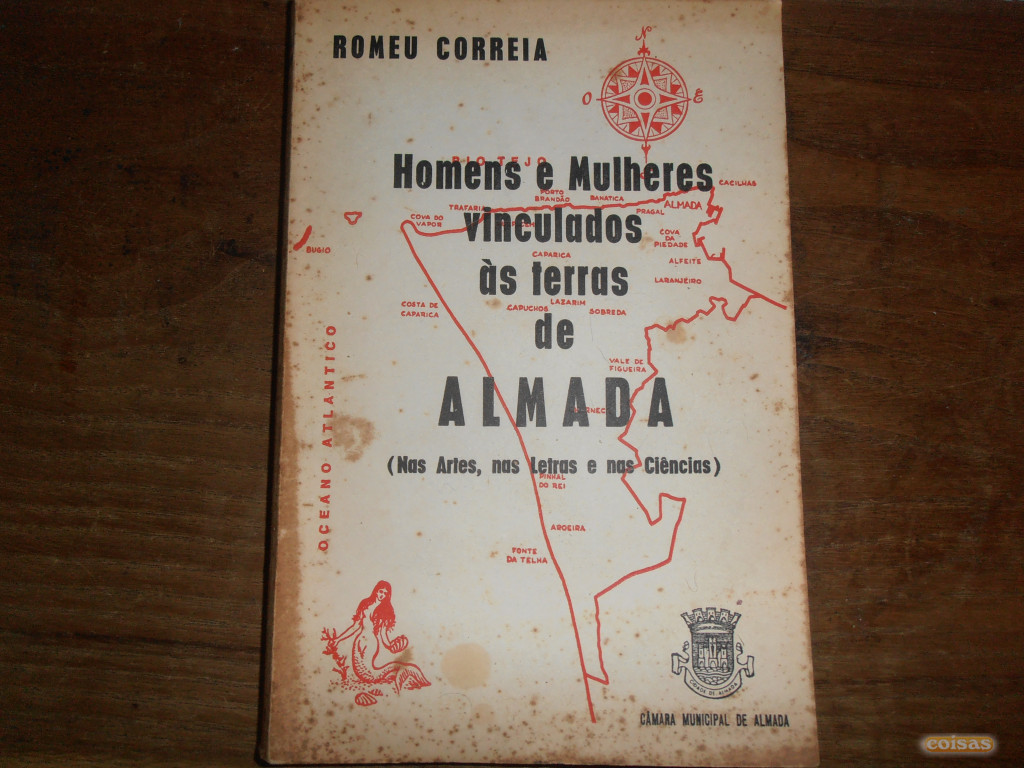 ROMEU CORREIA
N
O
E
RIO TEJO
Homens e Mulheres
vinculados
às terras
de
ALMADA
(Nas Artes, nas Letras e nas Ciências)
CACILHAS
PORTO
BRANDÃO
BANATICA
TRAFARIA
PRAGAL
ALMADA
COVA DO
VAPOR
COVA
DA
PIEDADE
BUGIO
CAPARICA
ALFEITE
LARANJEIRO
COSTA DE
CAPARICA
CAPUCHOS
LAZARIM
SOBREDA
VALE DE
FIGUEIRA
OCEANO ATLANTICO
PINHAL
DO REI
AROEIRA
FONTE
DA TELHA
CIDADE DE ALMADA
CÂMARA MUNICIPAL DE ALMADA
coisas